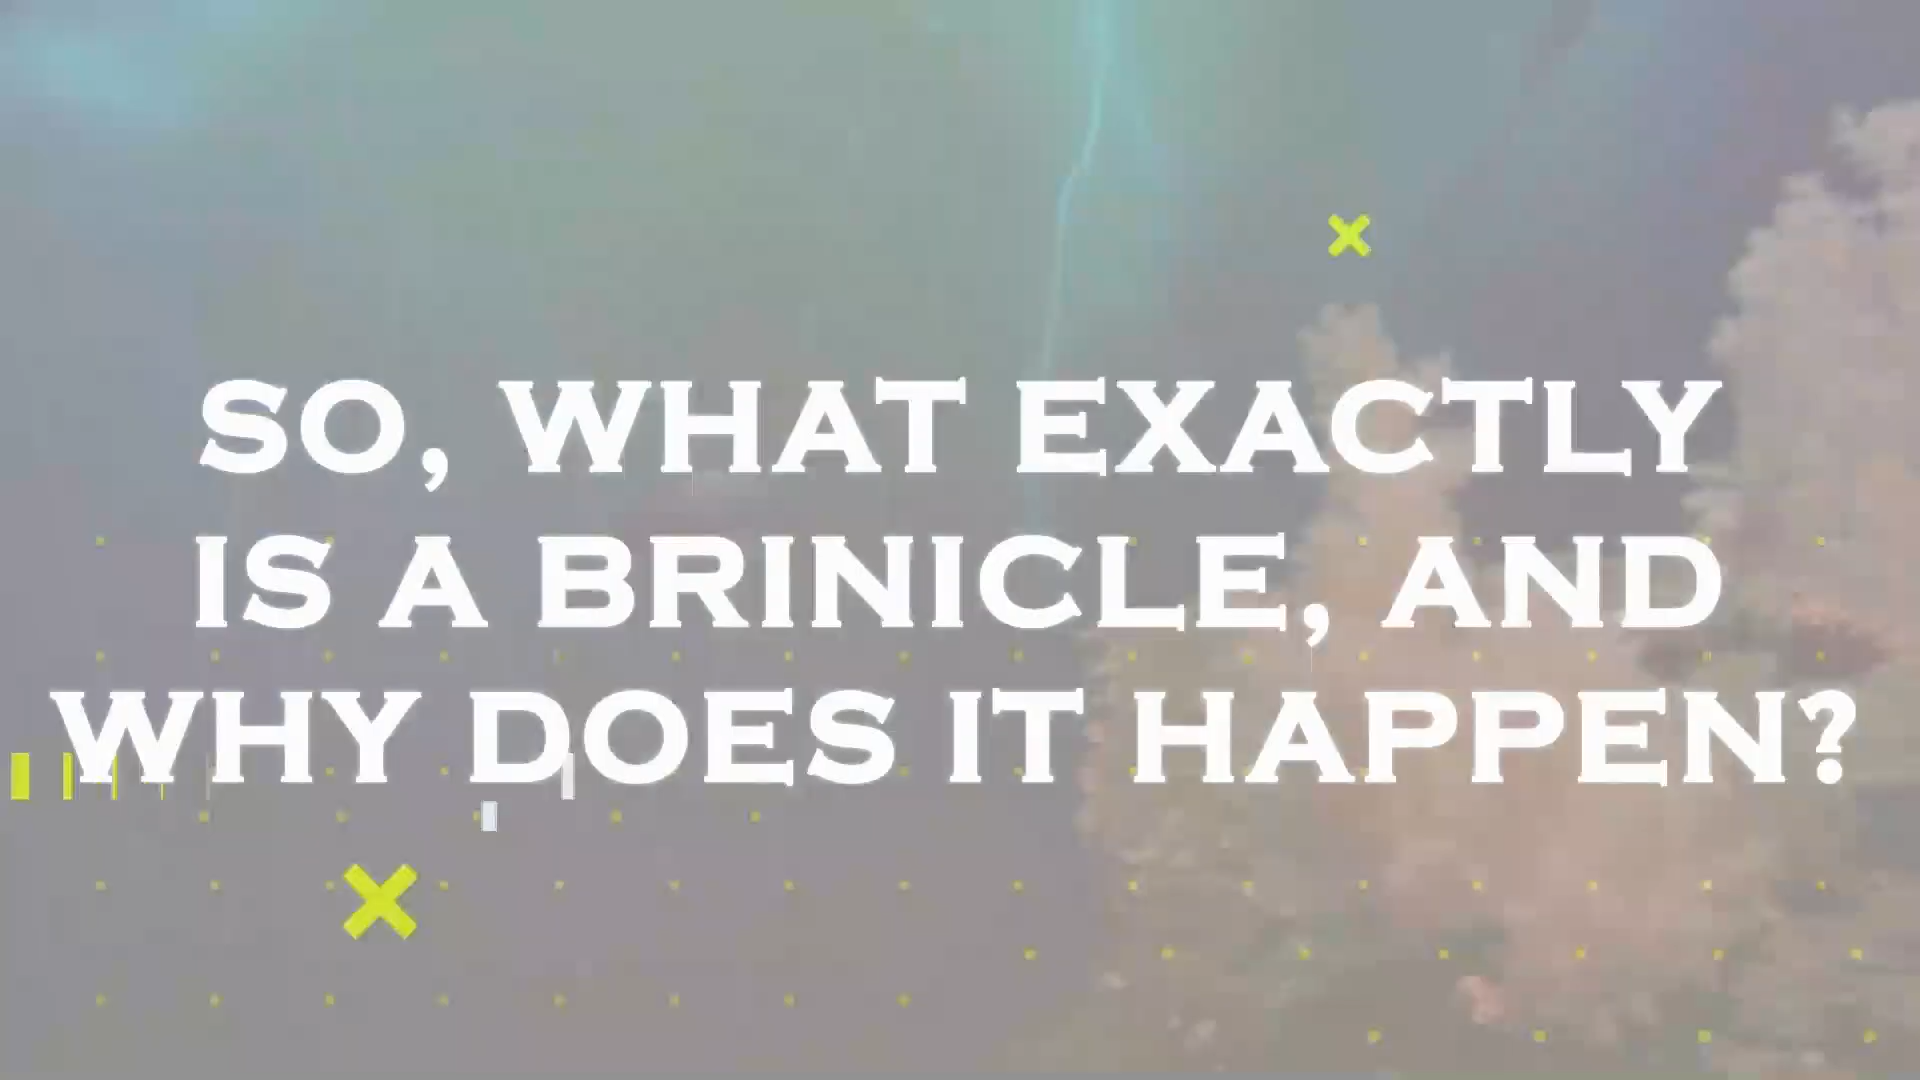 SO, WHAT EXACTLY
IS A BRINICLE, AND
WHY DOES IT HAPPEN?